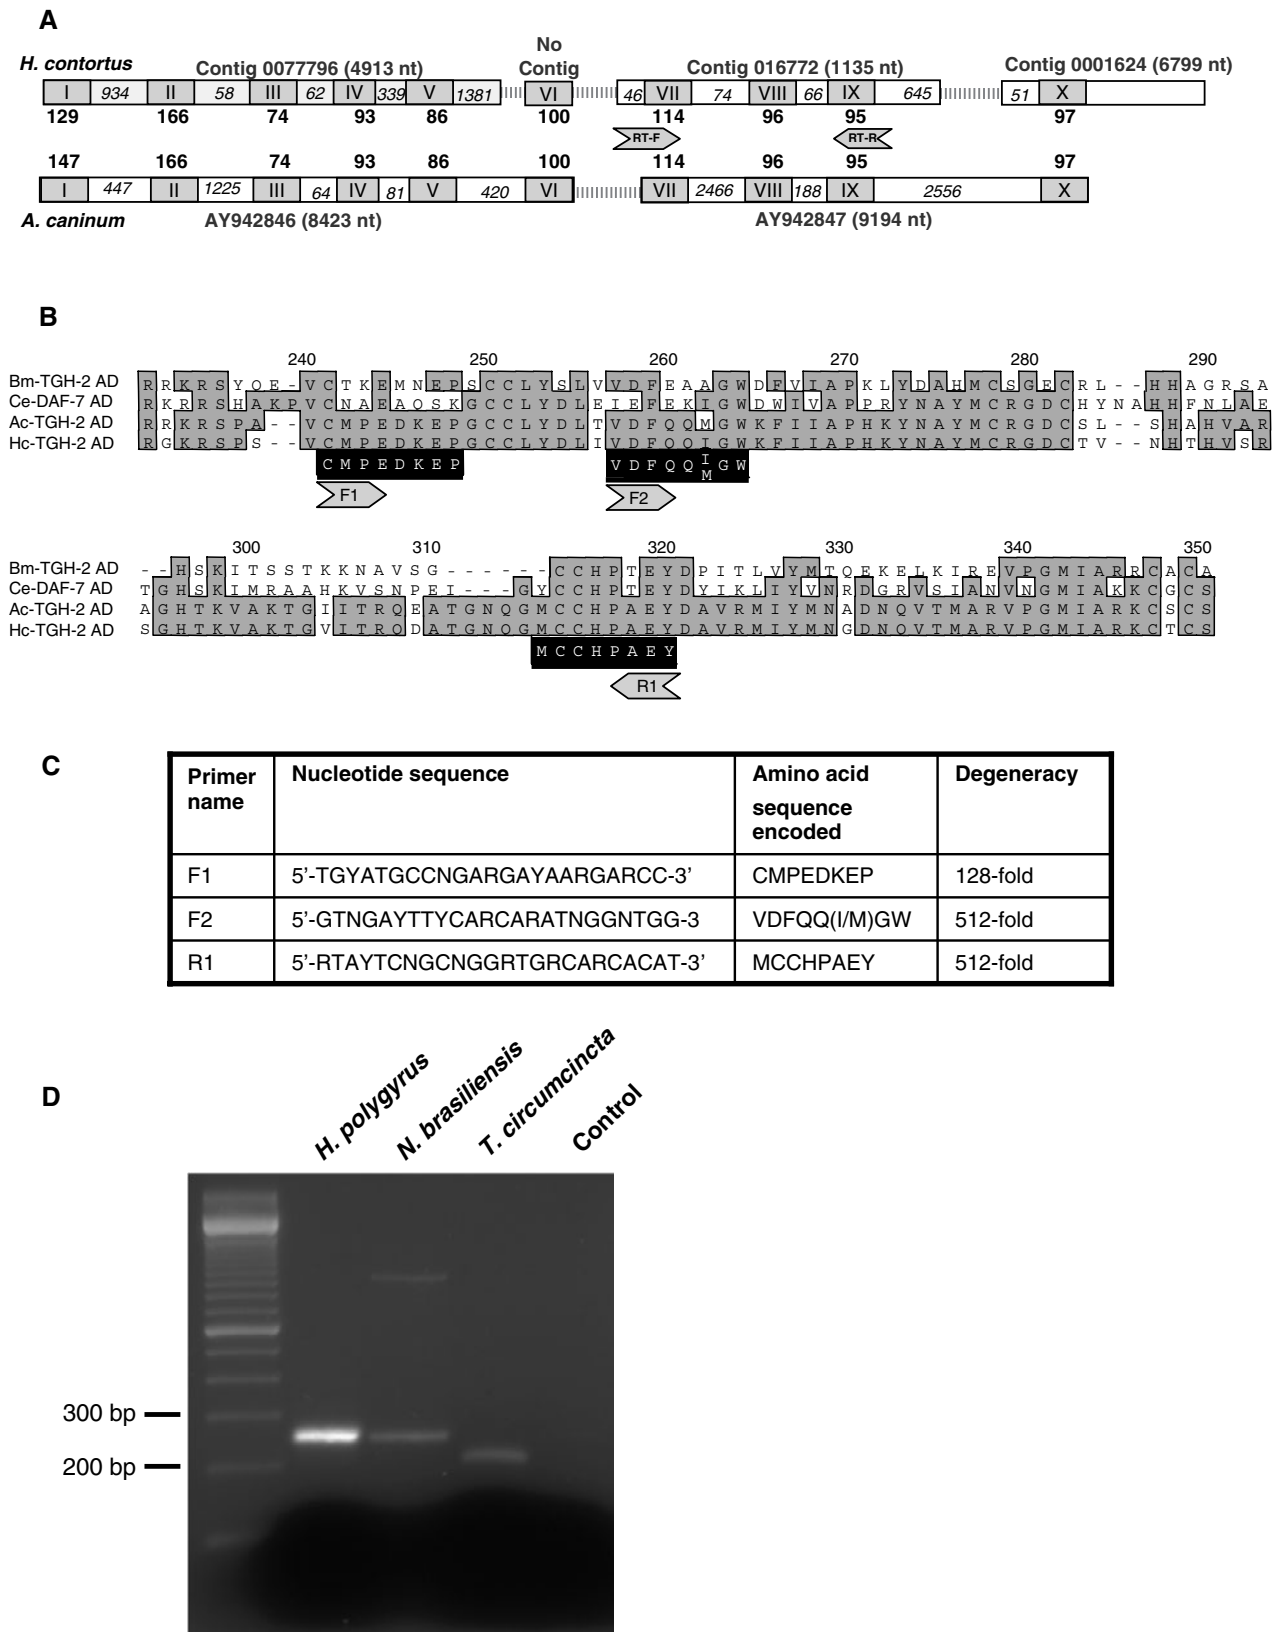 A
H. contortus
Contig 0077796 (4913 nt)
No Contig
Contig 016772 (1135 nt)
Contig 0001624 (6799 nt)
I 934 II 58 III 62 IV 339 V 1381 VI 46 VII 74 VIII 66 IX 645 51 X
129 166 74 93 86 100 114 96 95 97
RT-F RT-R
147 166 74 93 86 100 114 96 95 97
I 447 II 1225 III 64 IV 81 V 420 VI VII 2466 VIII 188 IX 2556 X
A. caninum
AY942846 (8423 nt)
AY942847 (9194 nt)
B
240 250 260 270 280 290
Bm-TGH-2 AD RRKRSYQE-VCTKEMNEPSCCLYSLVVDFEAAGWDFVIAPKLYDAHMCSGECRL--HHAGRSA
Ce-DAF-7 AD RKRRSHAKPVCNAEAQSKGCCLYDLEIEFEKIGWDWIVAPPRYNAYMCRGDCHYNAHHFNLAE
Ac-TGH-2 AD RRKRSPA--VCMPEDKEPGCCLYDLTVDFQQMGWKFIIAPHKYNAYMCRGDCSL--SHAHVAR
Hc-TGH-2 AD RGKRSPS--VCMPEDKEPGCCLYDLIVDFQQIGWKFIIAPHKYNAYMCRGDCTV--NHTHVSR
CMPEDKEP VDFQQ I/M GW
F1 F2
300 310 320 330 340 350
Bm-TGH-2 AD --HSKITSSTKKNAVSG------CCHPTEYDPITLVYMTQEKELKIREVPGMIARRCACA
Ce-DAF-7 AD TGHSKIMRAAHKVSNPEI---GYCCHPTEYDYIKLIYVNRDGRVSIANVNGMIAKKCGCS
Ac-TGH-2 AD AGHTKVAKTGIITRQEATGNQGMCCHPAEYDAVRMIYMNADNQVTMARVPGMIARKCSCS
Hc-TGH-2 AD SGHTKVAKTGVITRQDATGNQGMCCHPAEYDAVRMIYMNGDNQVTMARVPGMIARKCTCS
MCCHPAEY
R1
C
Primer name Nucleotide sequence Amino acid sequence encoded Degeneracy
F1 5’-TGYATGCCNGARGAYAARGARCC-3’ CMPEDKEP 128-fold
F2 5’-GTNGAYTTYCARCARATNGGNTGG-3 VDFQQ(I/M)GW 512-fold
R1 5’-RTAYTCNGCNGGRTGRCARCACAT-3’ MCCHPAEY 512-fold
D
H. polygyrus
N. brasiliensis
T. circumcincta
Control
300 bp
200 bp